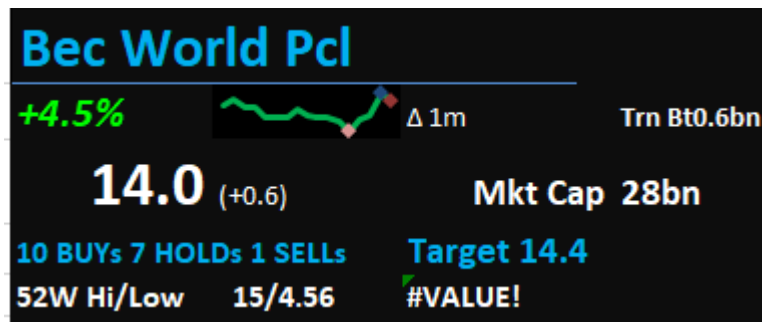 Bec World Pcl
+4.5% Δ 1m Trn Bt0.6bn
14.0 (+0.6) Mkt Cap 28bn
10 BUYs 7 HOLDs 1 SELLs Target 14.4
52W Hi/Low 15/4.56 #VALUE!